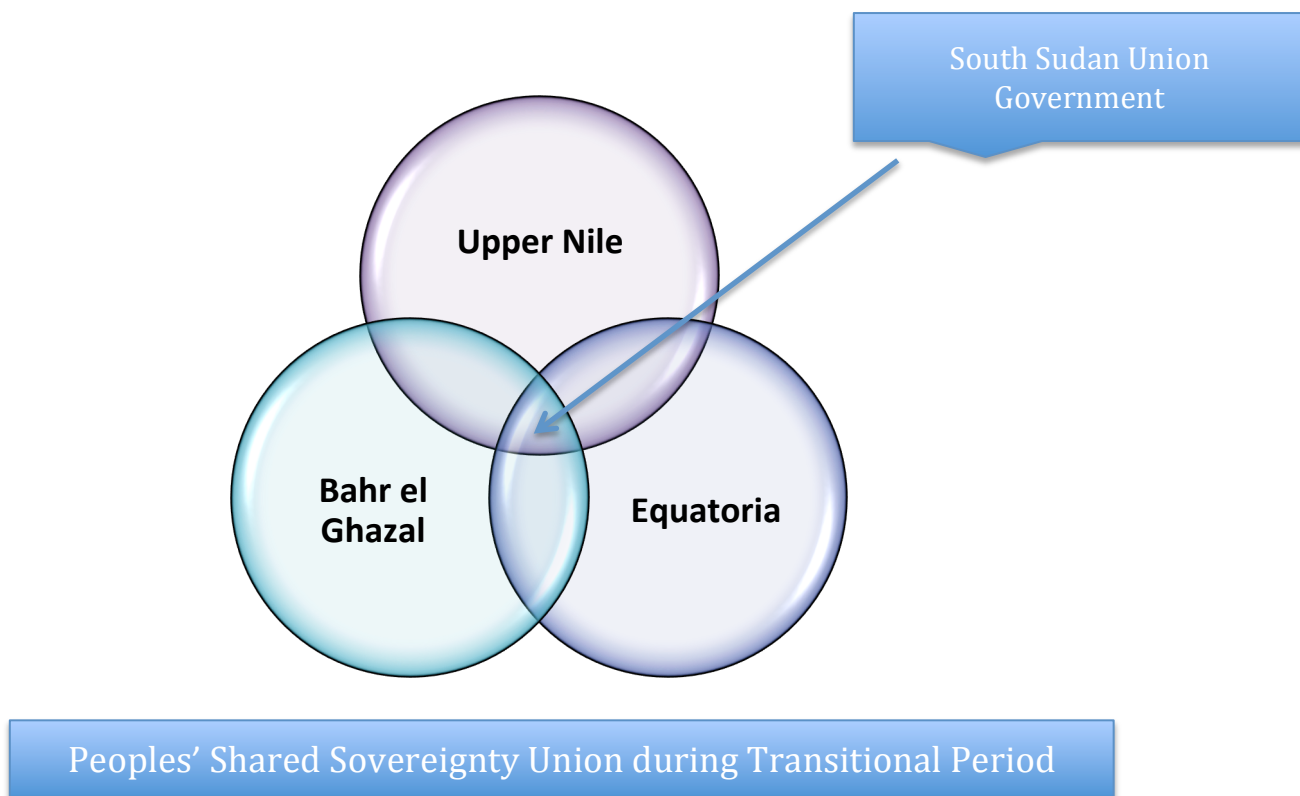 South Sudan Union
Government
Upper Nile
Bahr el
Ghazal
Equatoria
Peoples’ Shared Sovereignty Union during Transitional Period